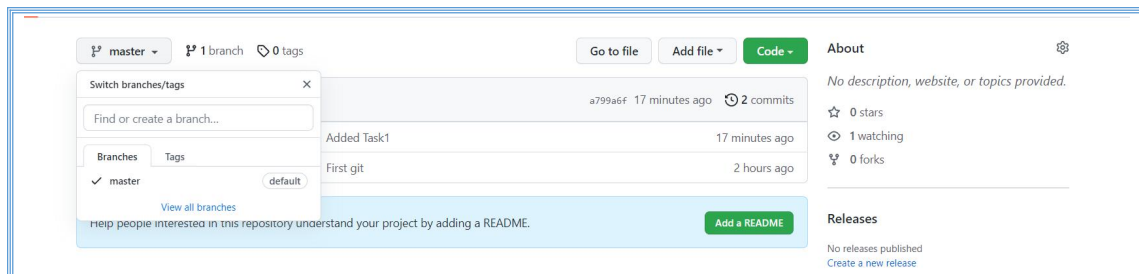 master
1 branch
0 tags
Go to file
Add file
Code
Switch branches/tags
Find or create a branch...
Branches
Tags
master
default
View all branches
a799a6f 17 minutes ago 2 commits
Added Task1 17 minutes ago
First git 2 hours ago
Help people interested in this repository understand your project by adding a README.
Add a README
About
No description, website, or topics provided.
0 stars
1 watching
0 forks
Releases
No releases published
Create a new release